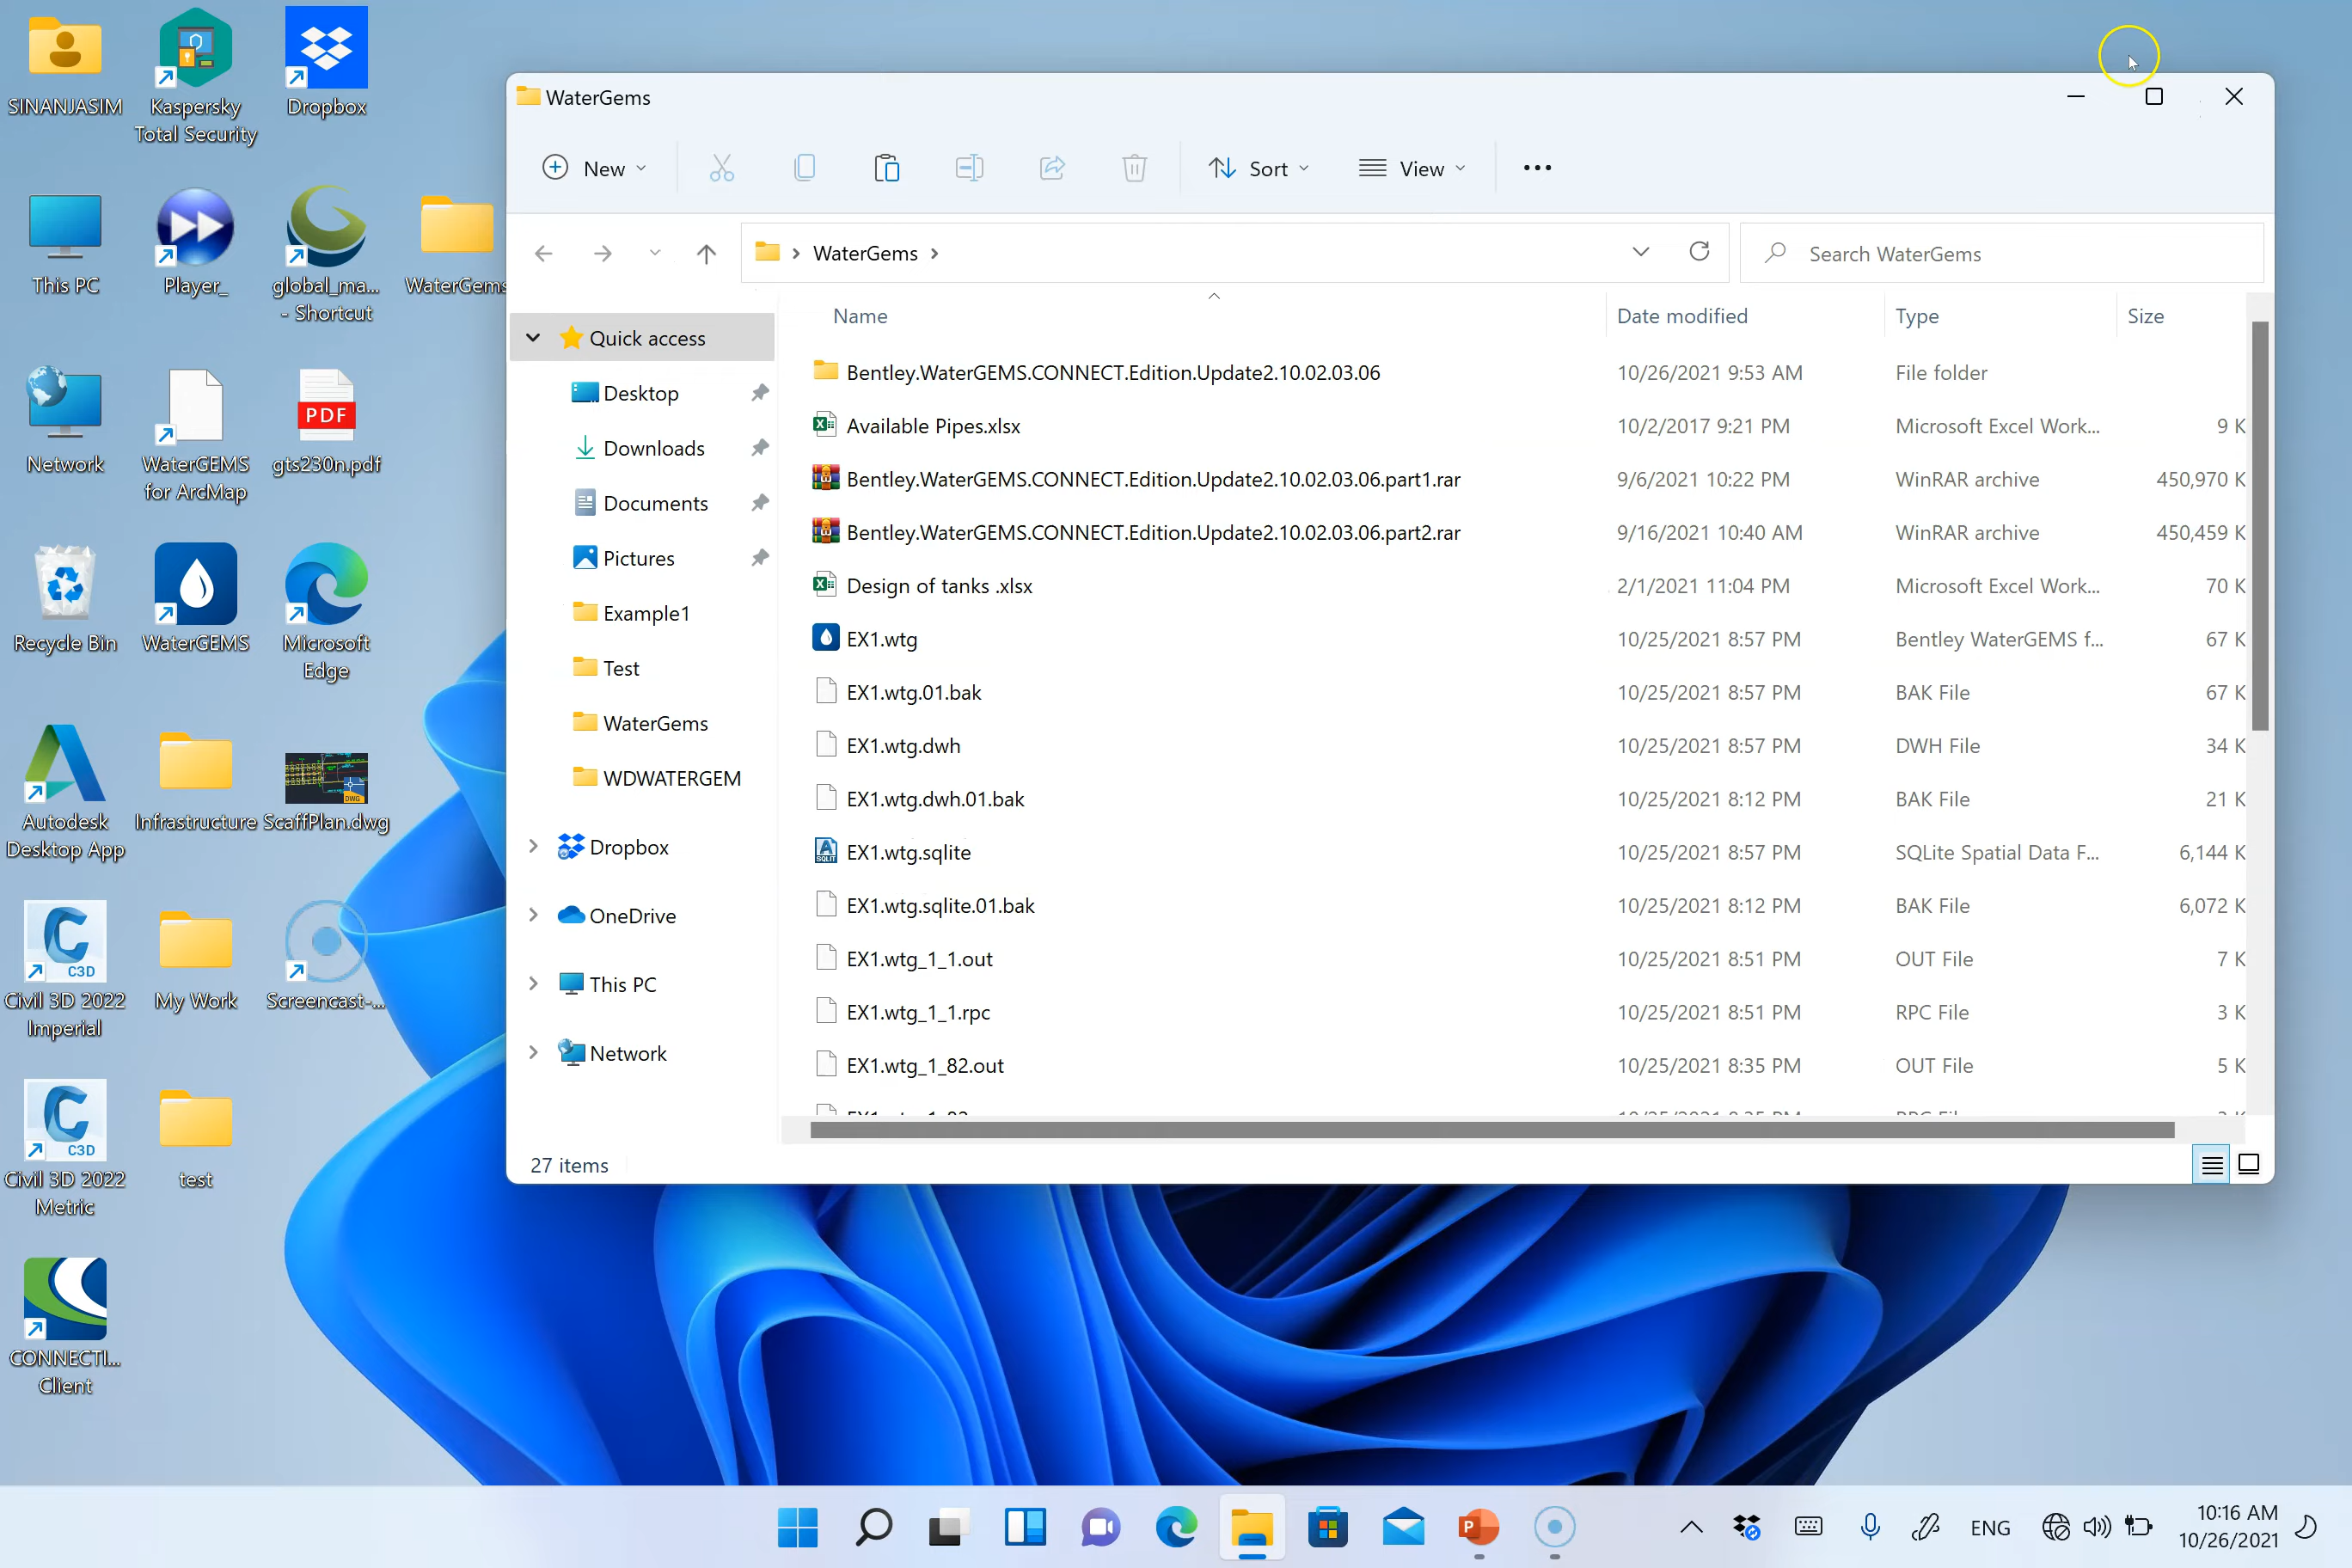 SINANJASIM
Kaspersky
Total Security
Dropbox
This PC
Player_
global_ma...
- Shortcut
WaterGems
Network
WaterGEMS
for ArcMap
PDF
gts230n.pdf
Recycle Bin
WaterGEMS
Microsoft
Edge
Autodesk
Desktop App
Infrastructure
DWG
ScaffPlan.dwg
C3D
Civil 3D 2022
Imperial
My Work
Screencast-...
C3D
Civil 3D 2022
Metric
test
CONNECTI...
Client
WaterGems
New
Sort
View
WaterGems
Search WaterGems
Quick access
Desktop
Downloads
Documents
Pictures
Example1
Test
WaterGems
WDWATERGEM
Dropbox
OneDrive
This PC
Network
Name Date modified Type Size
Bentley.WaterGEMS.CONNECT.Edition.Update2.10.02.03.06 10/26/2021 9:53 AM File folder
Available Pipes.xlsx 10/2/2017 9:21 PM Microsoft Excel Work... 9 K
Bentley.WaterGEMS.CONNECT.Edition.Update2.10.02.03.06.part1.rar 9/6/2021 10:22 PM WinRAR archive 450,970 K
Bentley.WaterGEMS.CONNECT.Edition.Update2.10.02.03.06.part2.rar 9/16/2021 10:40 AM WinRAR archive 450,459 K
Design of tanks .xlsx 2/1/2021 11:04 PM Microsoft Excel Work... 70 K
EX1.wtg 10/25/2021 8:57 PM Bentley WaterGEMS f... 67 K
EX1.wtg.01.bak 10/25/2021 8:57 PM BAK File 67 K
EX1.wtg.dwh 10/25/2021 8:57 PM DWH File 34 K
EX1.wtg.dwh.01.bak 10/25/2021 8:12 PM BAK File 21 K
EX1.wtg.sqlite 10/25/2021 8:57 PM SQLite Spatial Data F... 6,144 K
EX1.wtg.sqlite.01.bak 10/25/2021 8:12 PM BAK File 6,072 K
EX1.wtg_1_1.out 10/25/2021 8:51 PM OUT File 7 K
EX1.wtg_1_1.rpc 10/25/2021 8:51 PM RPC File 3 K
EX1.wtg_1_82.out 10/25/2021 8:35 PM OUT File 5 K
27 items
ENG
10:16 AM
10/26/2021